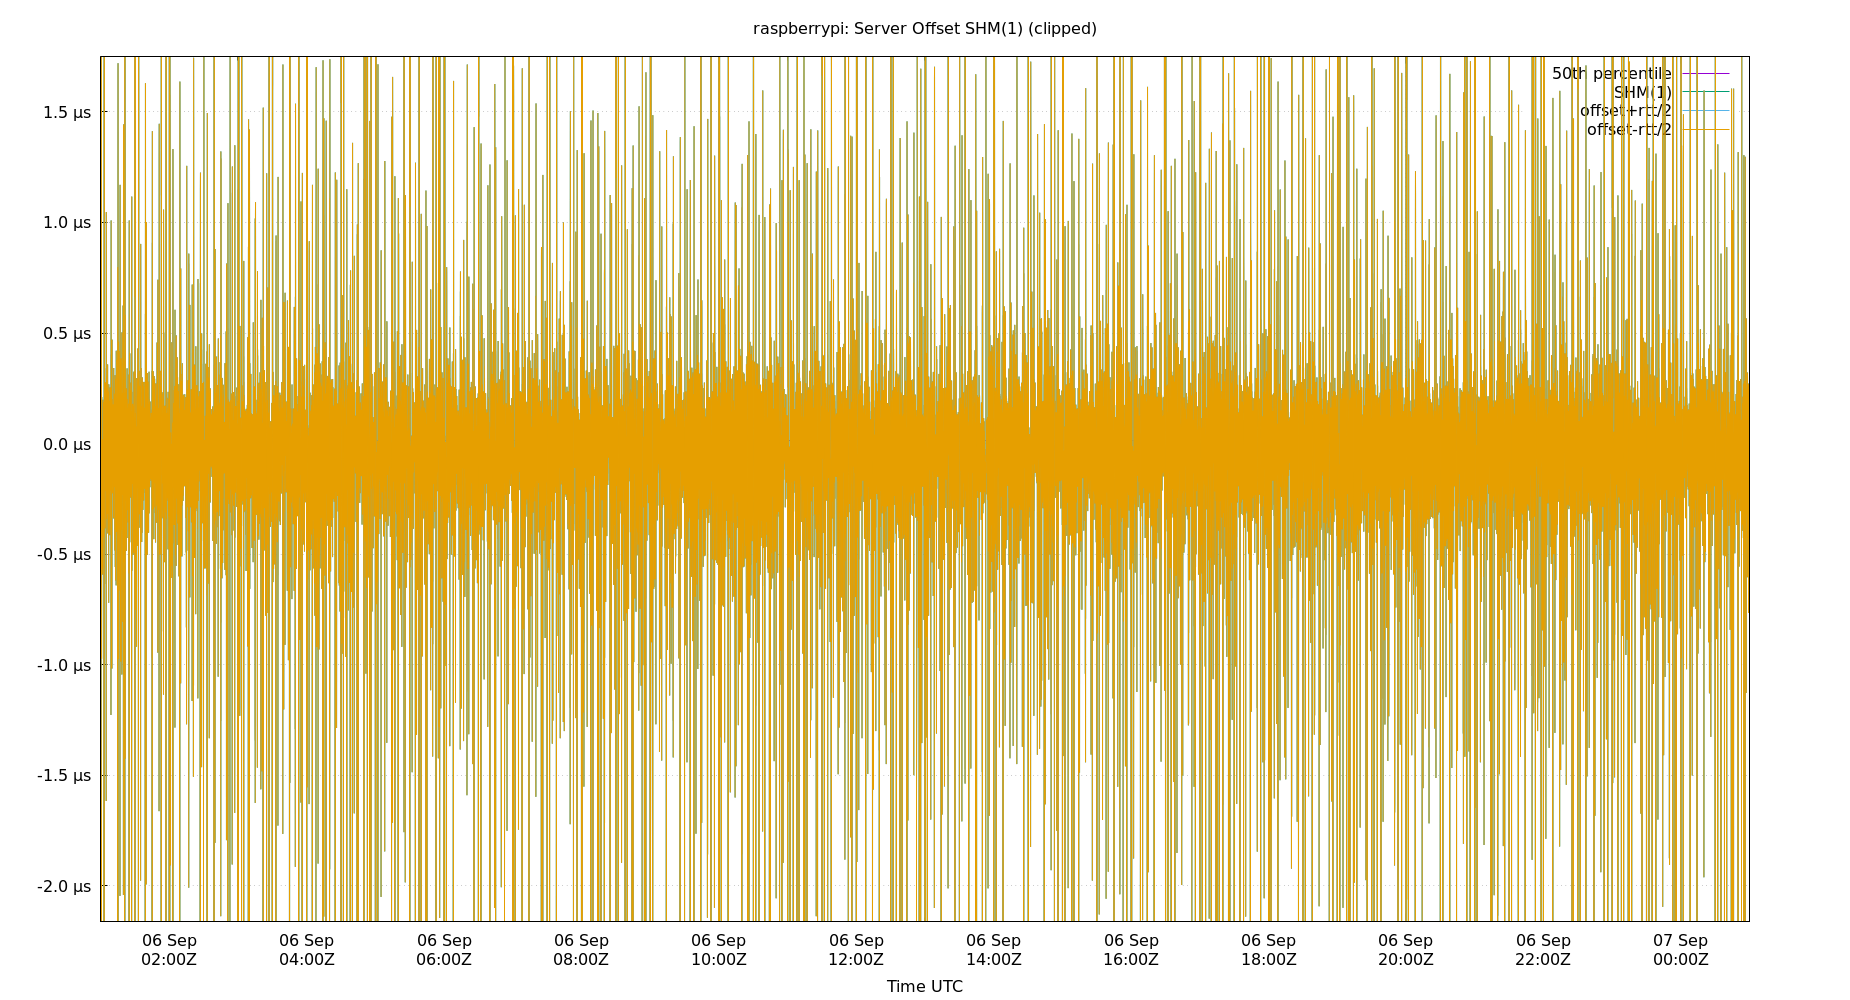 raspberrypi: Server Offset SHM(1) (clipped)
50th percentile
SHM(1)
offset+rtt/2
offset-rtt/2
1.5 µs
1.0 µs
0.5 µs
0.0 µs
-0.5 µs
-1.0 µs
-1.5 µs
-2.0 µs
06 Sep 06 Sep 06 Sep 06 Sep 06 Sep 06 Sep 06 Sep 06 Sep 06 Sep 06 Sep 06 Sep 07 Sep
02:00Z 04:00Z 06:00Z 08:00Z 10:00Z 12:00Z 14:00Z 16:00Z 18:00Z 20:00Z 22:00Z 00:00Z
Time UTC